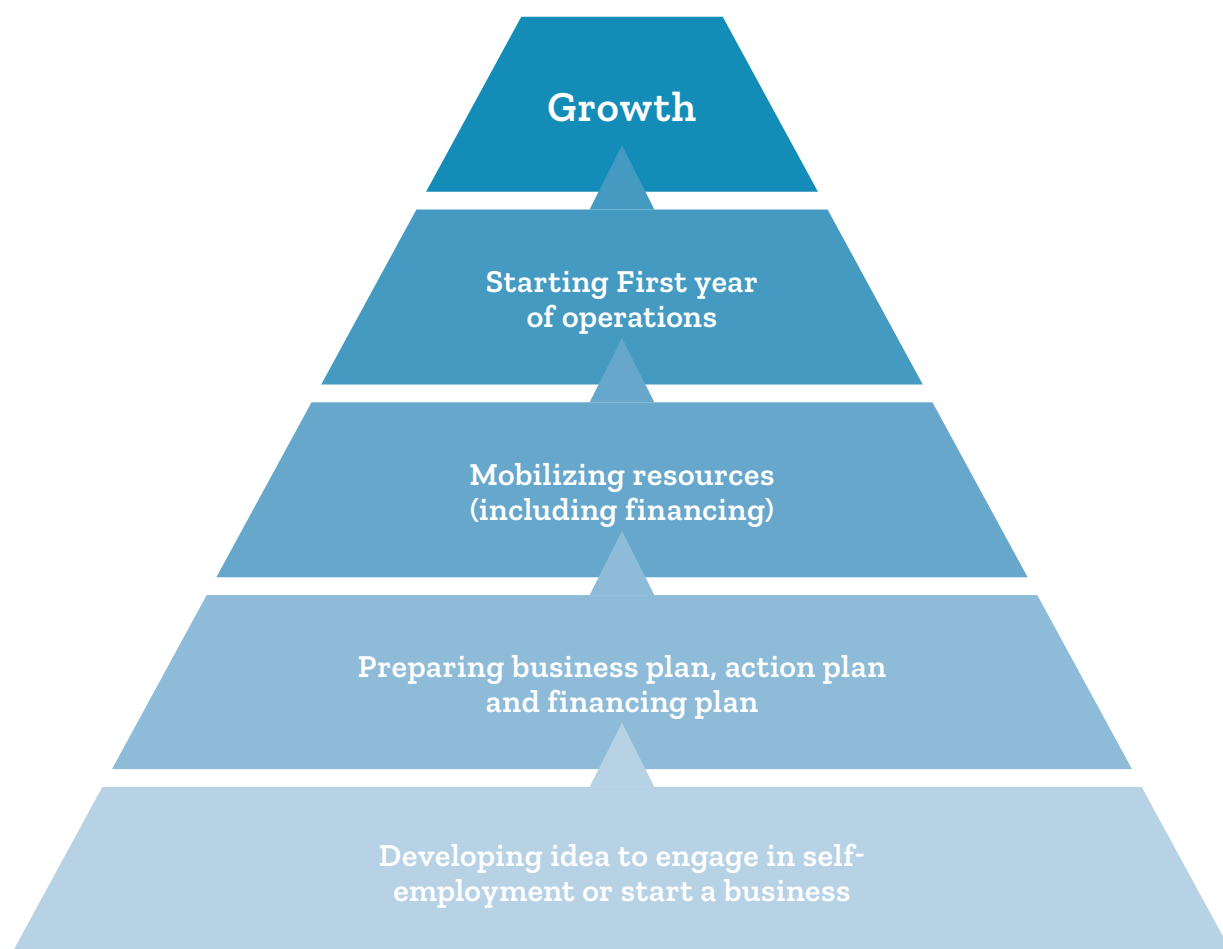 Growth
Starting First year
of operations
Mobilizing resources
(including financing)
Preparing business plan, action plan
and financing plan
Developing idea to engage in self-
employment or start a business